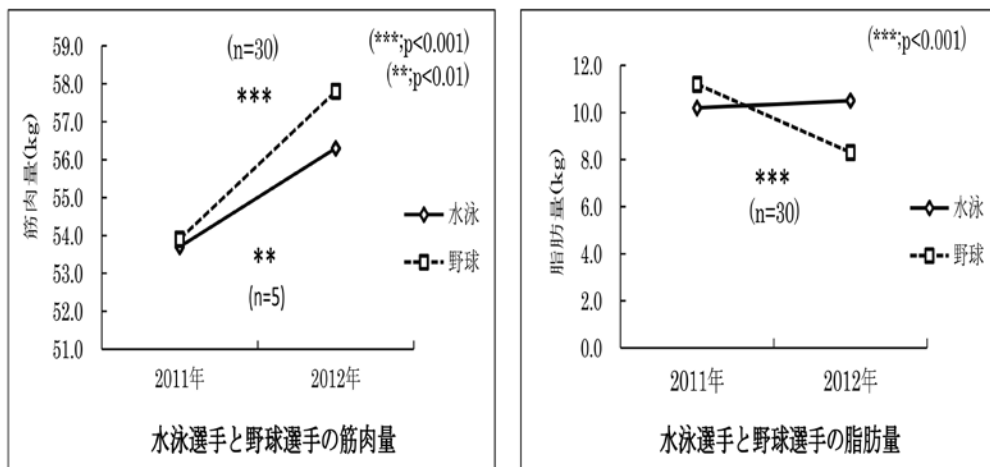 59.0
58.0
57.0
56.0
55.0
54.0
53.0
52.0
51.0
筋肉量(kg)
(n=30)
(***;p<0.001)
(**;p<0.01)
***
**
(n=5)
水泳
野球
2011年
2012年
水泳選手と野球選手の筋肉量
(***;p<0.001)
12.0
10.0
8.0
6.0
4.0
2.0
0.0
脂肪量(kg)
***
(n=30)
水泳
野球
2011年
2012年
水泳選手と野球選手の脂肪量